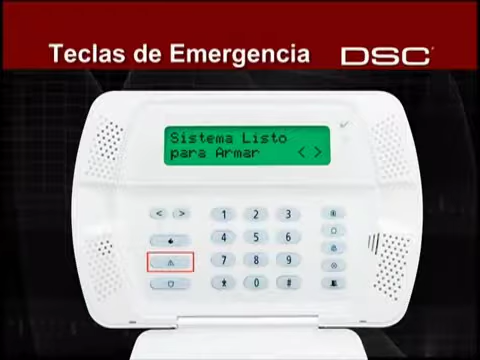 Teclas de Emergencia
DSC
Sistema Listo
para Armar < >
< >
1 2 3
4 5 6
7 8 9
* 0 #